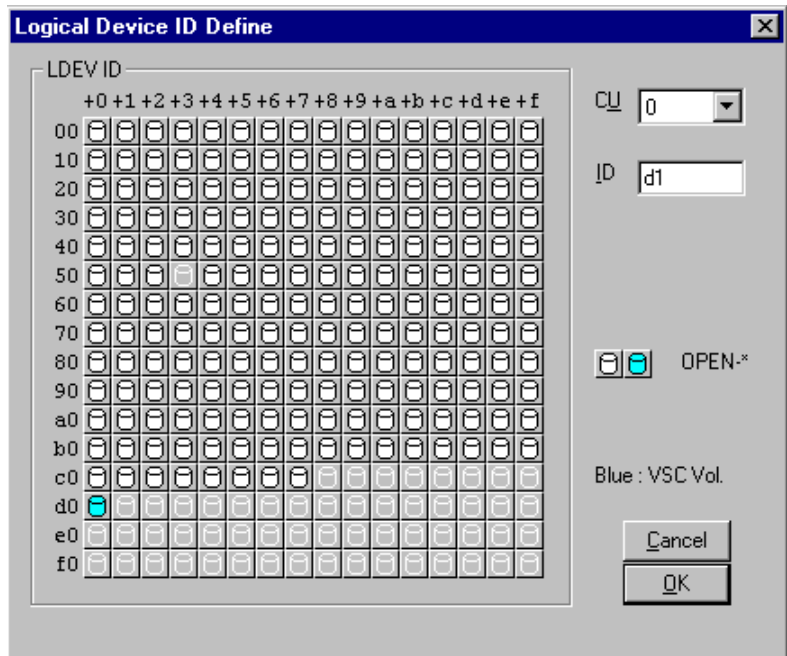 Logical Device ID Define
LDEV ID
+0 +1 +2 +3 +4 +5 +6 +7 +8 +9 +a +b +c +d +e +f
00
10
20
30
40
50
60
70
80
90
a0
b0
c0
d0
e0
f0
CU 0
ID d1
OPEN-*
Blue : VSC Vol.
Cancel
OK